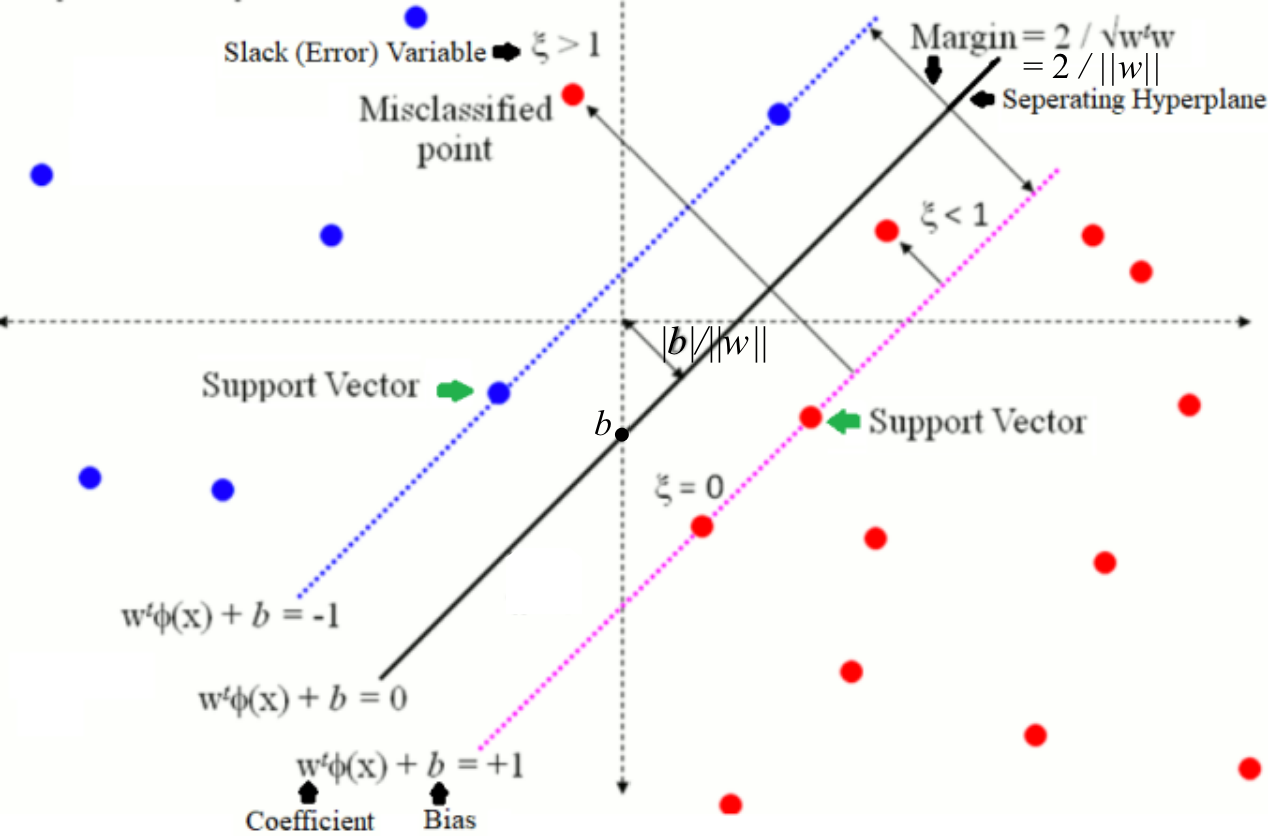 Slack (Error) Variable ξ > 1
Margin = 2 / √wᵗw
= 2 / ||w||
Seperating Hyperplane
Misclassified
point
ξ < 1
|b|/||w||
Support Vector
b
Support Vector
ξ = 0
wᵗϕ(x) + b = -1
wᵗϕ(x) + b = 0
wᵗϕ(x) + b = +1
Coefficient Bias